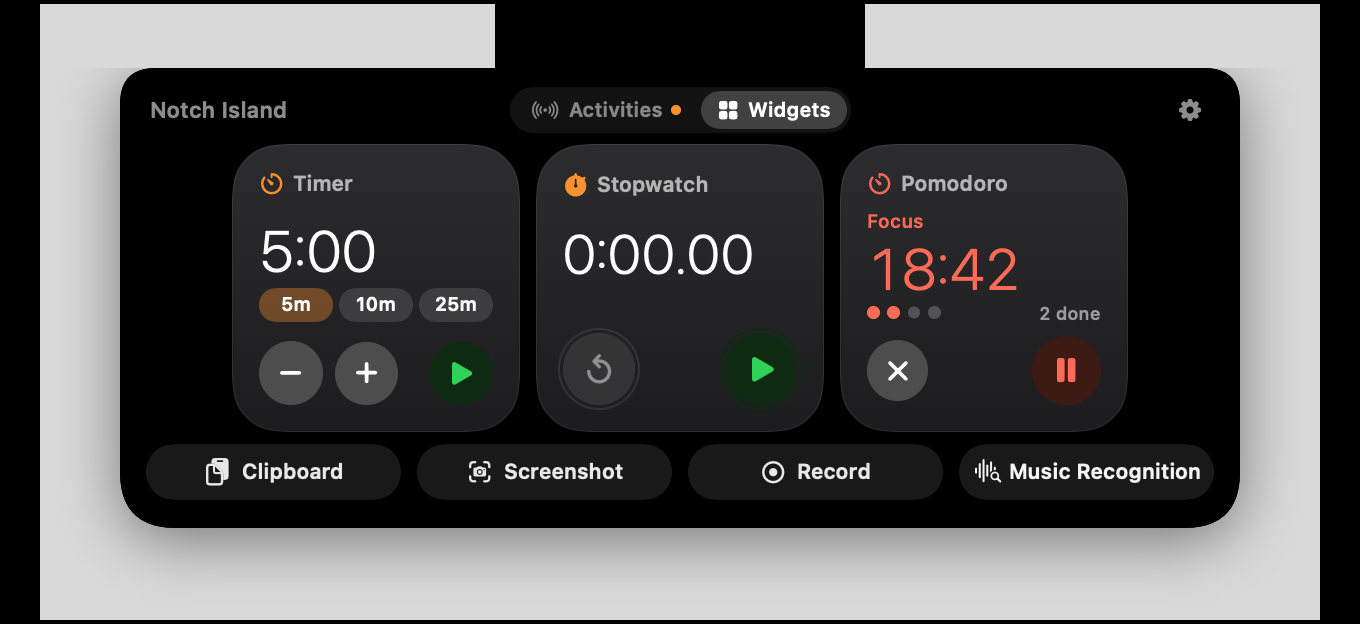 Notch Island
Activities
Widgets
Timer
5:00
5m 10m 25m
Stopwatch
0:00.00
Pomodoro
Focus
18:42
2 done
Clipboard
Screenshot
Record
Music Recognition